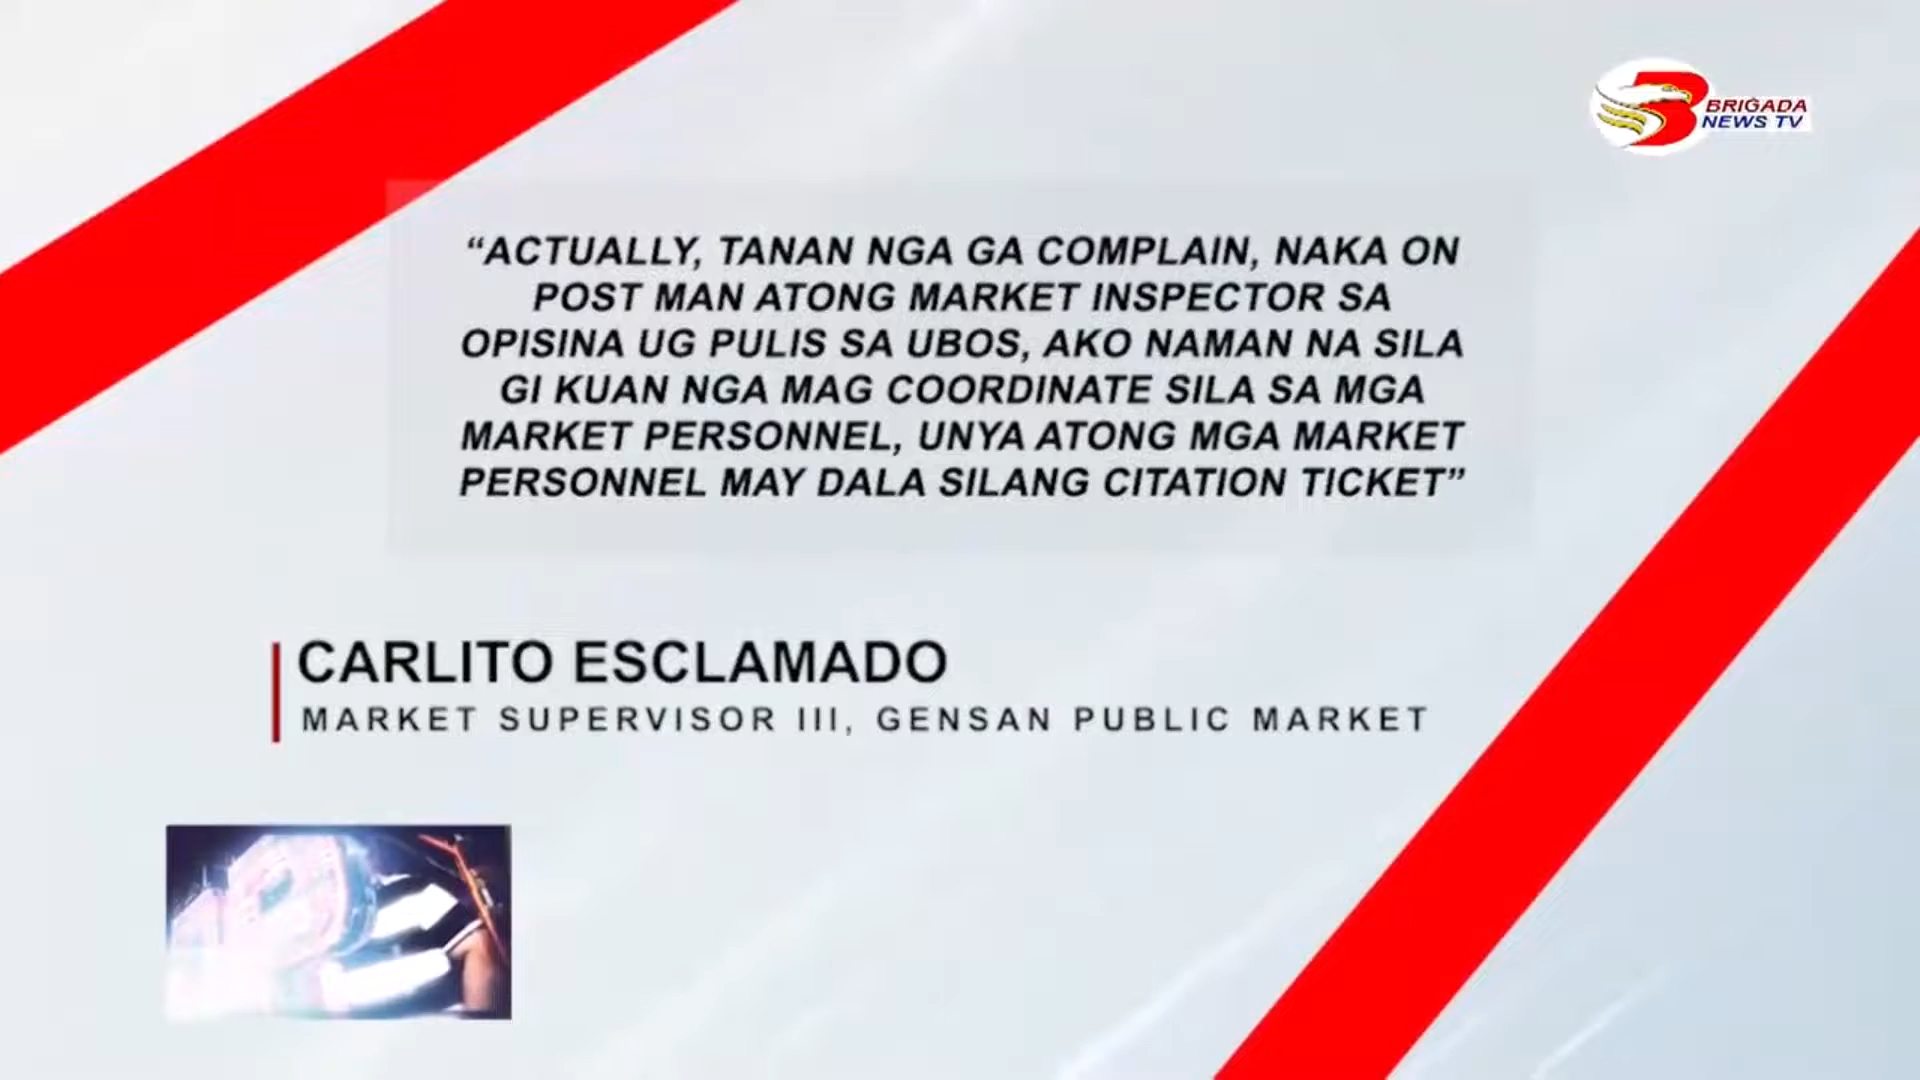 BRIGADA
NEWS TV
“ACTUALLY, TANAN NGA GA COMPLAIN, NAKA ON
POST MAN ATONG MARKET INSPECTOR SA
OPISINA UG PULIS SA UBOS, AKO NAMAN NA SILA
GI KUAN NGA MAG COORDINATE SILA SA MGA
MARKET PERSONNEL, UNYA ATONG MGA MARKET
PERSONNEL MAY DALA SILANG CITATION TICKET”
CARLITO ESCLAMADO
MARKET SUPERVISOR III, GENSAN PUBLIC MARKET